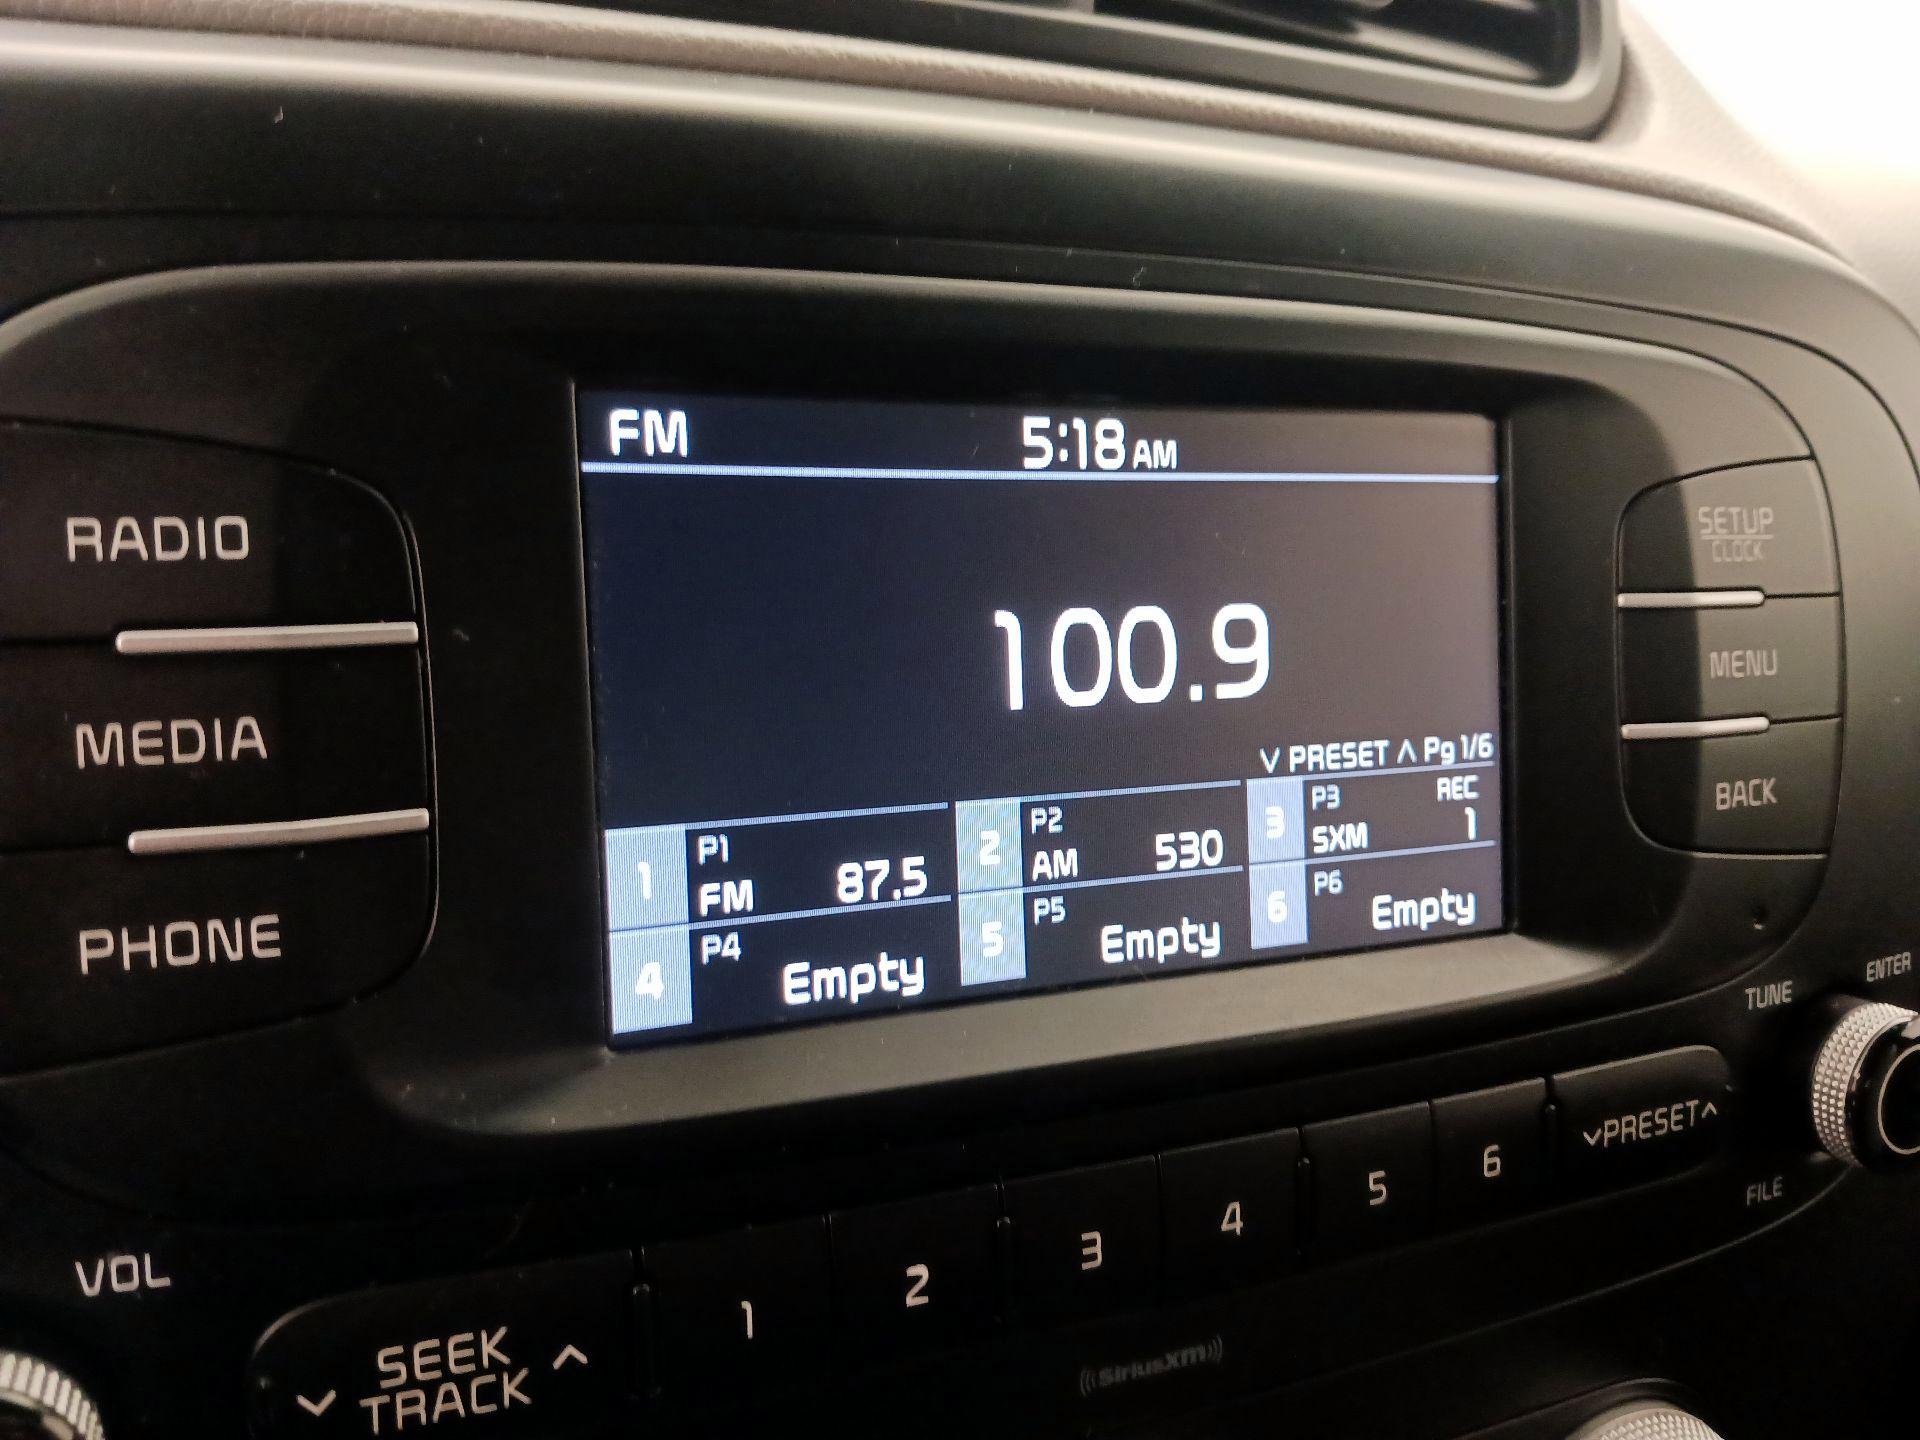 FM 5:18 AM
100.9
∨ PRESET ∧ Pg 1/6
1 P1 FM 87.5
2 P2 AM 530
3 P3 REC SXM 1
4 P4 Empty
5 P5 Empty
6 P6 Empty
RADIO
MEDIA
PHONE
SETUP
CLOCK
MENU
BACK
TUNE
ENTER
FILE
VOL
∨ SEEK ∧
TRACK
1 2 3 4 5 6
∨PRESET∧
((SiriusXM))